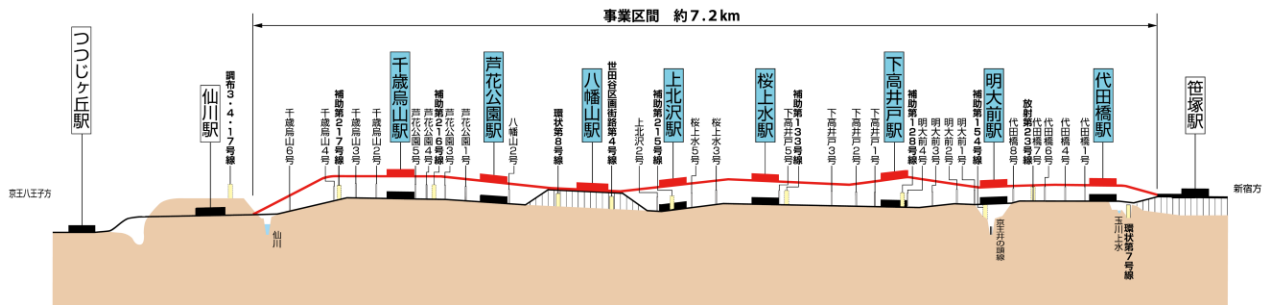 事業区間 約7.2km
つつじヶ丘駅
仙川駅
調布3・4・17号線
千歳烏山6号
千歳烏山4号
補助第217号線
千歳烏山3号
千歳烏山2号
千歳烏山駅
芦花公園5号
芦花公園4号
補助第216号線
芦花公園3号
芦花公園1号
芦花公園駅
八幡山2号
環状第8号線
八幡山駅
世田谷区画街路第4号線
上北沢2号
補助第215号線
上北沢駅
桜上水5号
桜上水3号
桜上水駅
下高井戸5号
補助第133号線
下高井戸3号
下高井戸2号
下高井戸1号
下高井戸駅
補助第128号線
明大前4号
明大前3号
明大前2号
明大前1号
補助第154号線
明大前駅
代田橋8号
放射第23号線
代田橋7号
代田橋6号
代田橋4号
代田橋1号
代田橋駅
笹塚駅
京王八王子方
新宿方
仙川
京王井の頭線
玉川上水
環状第7号線